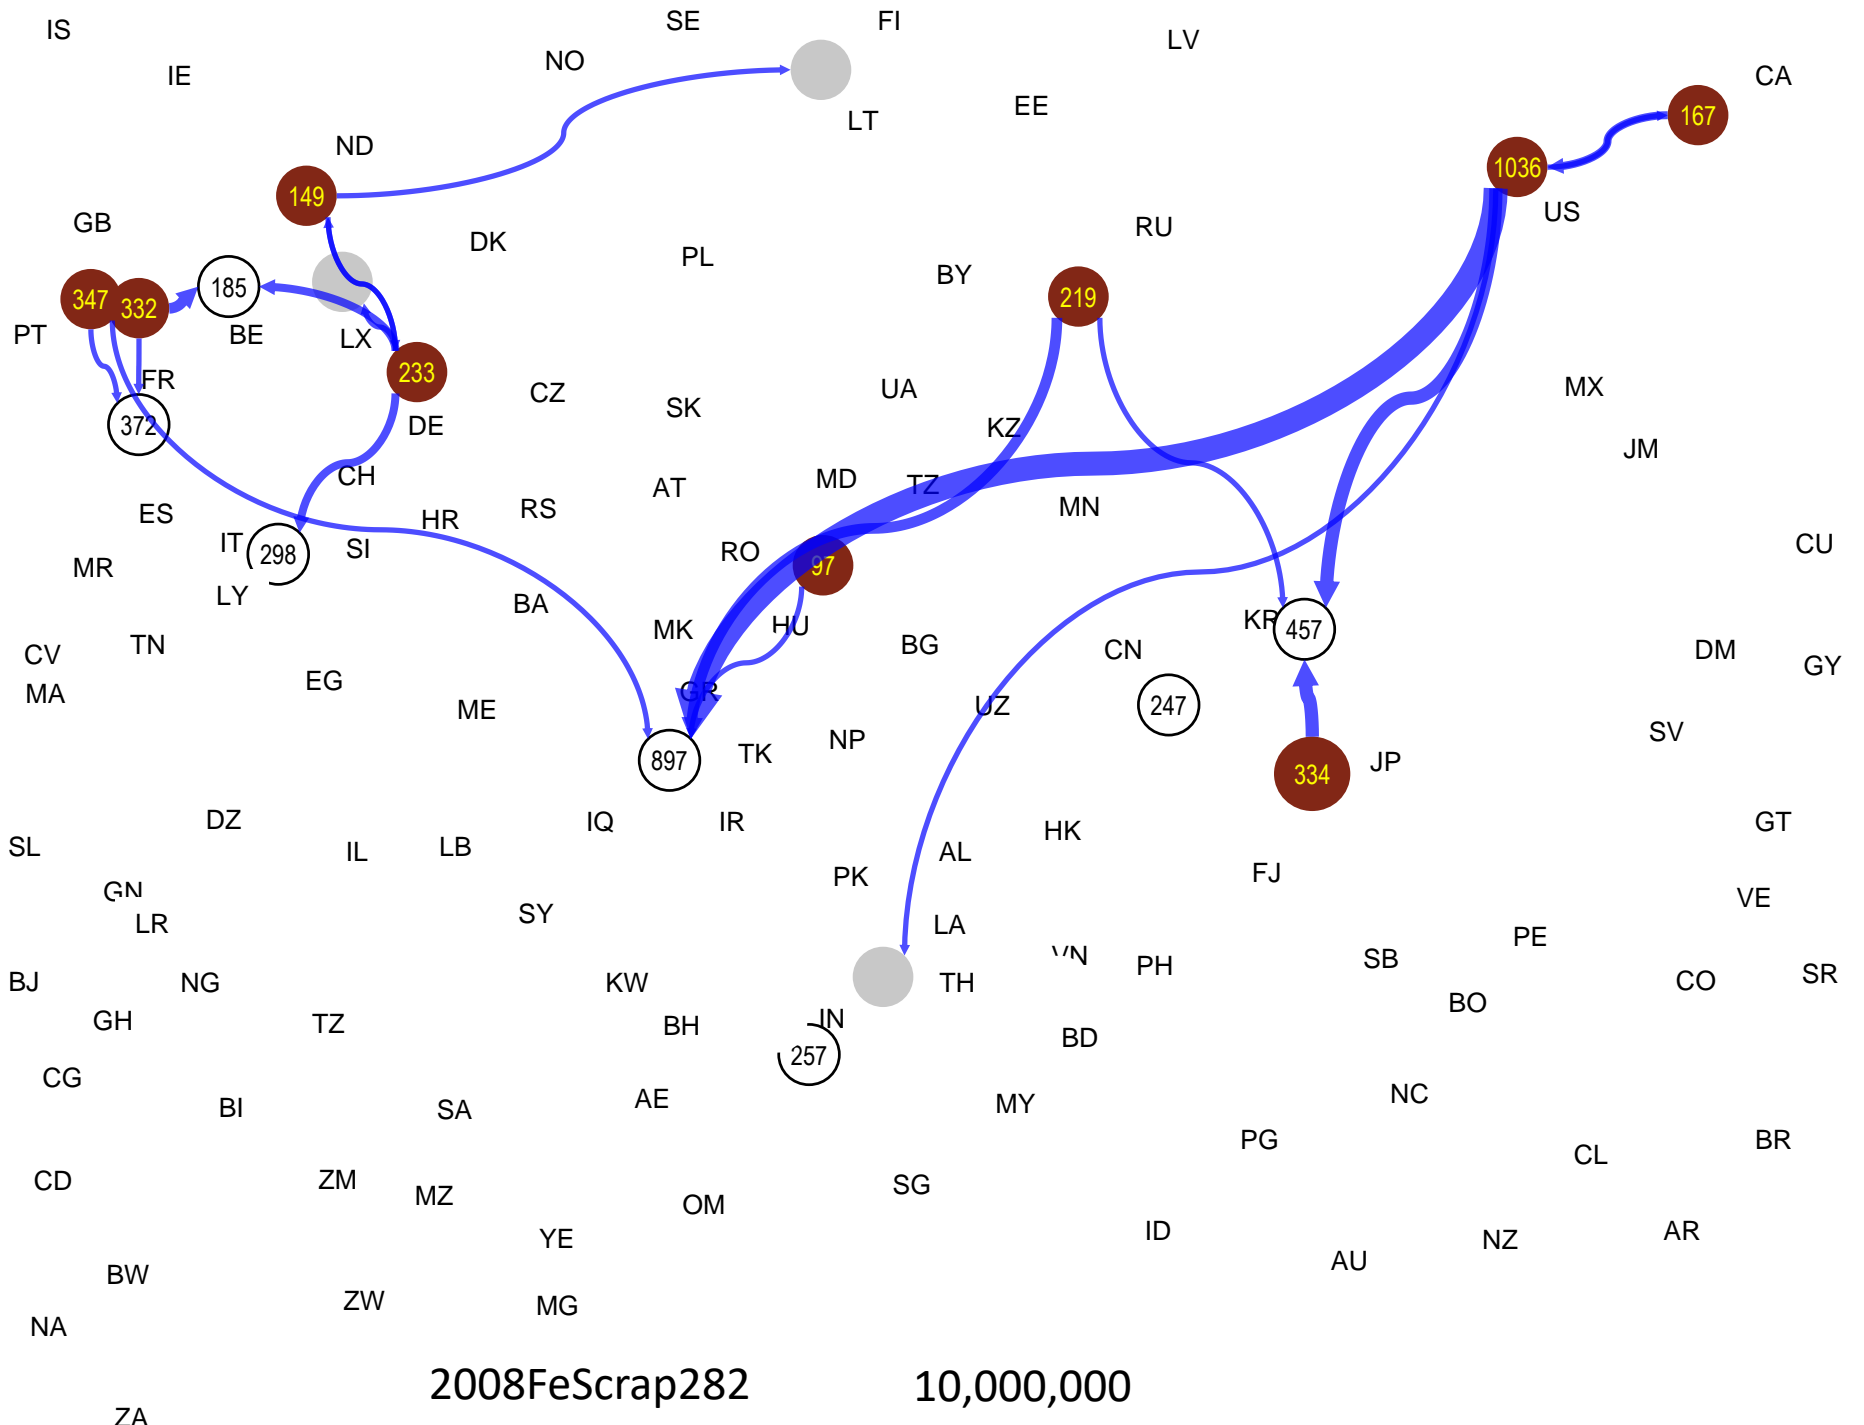 IS
SE
FI
LV
IE
NO
CA
EE
167
LT
ND
1036
149
US
GB
RU
DK
PL
BY
185
347
332
219
PT
BE
LX
233
FR
CZ
UA
MX
SK
372
DE
KZ
JM
CH
MD
TZ
AT
MN
ES
RS
HR
IT
298
SI
RO
97
CU
MR
LY
BA
KR
457
MK
HU
TN
BG
CV
CN
DM
GY
EG
MA
GR
ME
UZ
247
SV
NP
TK
897
334
JP
DZ
IQ
IR
HK
GT
SL
IL
LB
AL
PK
FJ
GN
VE
SY
LR
LA
PE
VN
PH
SB
BJ
NG
KW
TH
CO
SR
BO
GH
TZ
BH
IN
BD
257
CG
NC
AE
BI
SA
MY
PG
BR
CL
CD
ZM
MZ
SG
OM
ID
AR
YE
NZ
AU
BW
ZW
MG
NA
2008FeScrap282
10,000,000
ZA